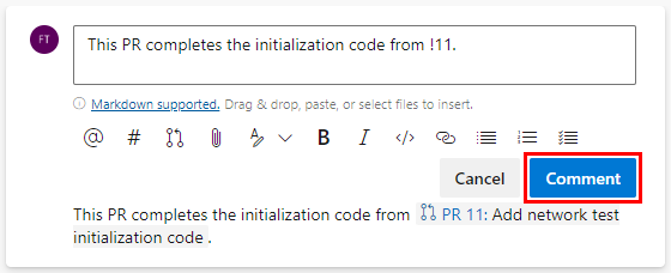 FT
This PR completes the initialization code from !11.
Markdown supported. Drag & drop, paste, or select files to insert.
@ # B I </>
Cancel Comment
This PR completes the initialization code from PR 11: Add network test
initialization code .